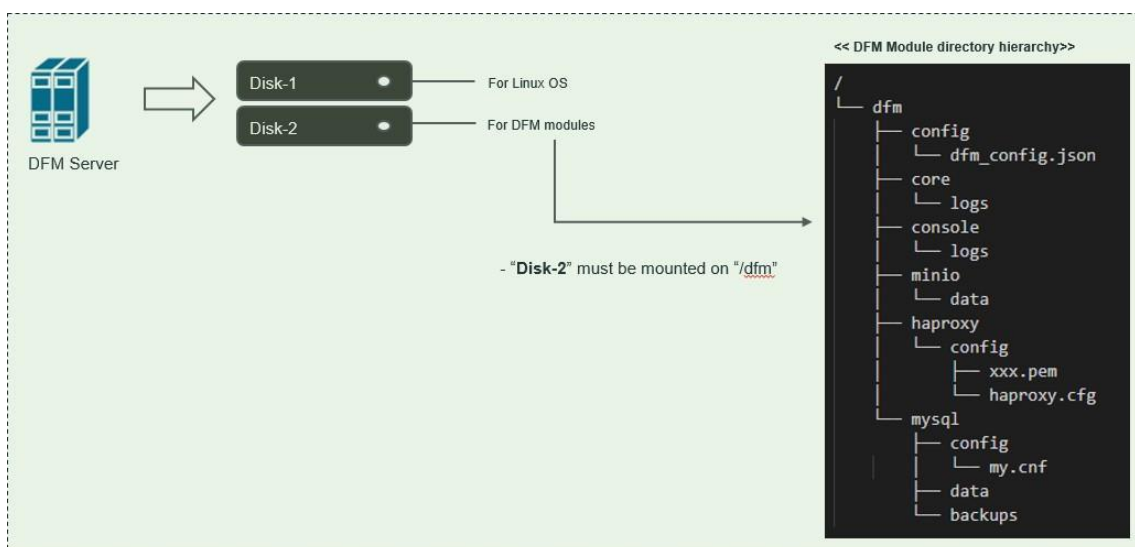 << DFM Module directory hierarchy>>
Disk-1
For Linux OS
Disk-2
For DFM modules
DFM Server
- “Disk-2” must be mounted on “/dfm”
/
└── dfm
    ├── config
    │   └── dfm_config.json
    ├── core
    │   └── logs
    ├── console
    │   └── logs
    ├── minio
    │   └── data
    ├── haproxy
    │   └── config
    │       ├── xxx.pem
    │       └── haproxy.cfg
    └── mysql
        ├── config
        │   └── my.cnf
        ├── data
        └── backups